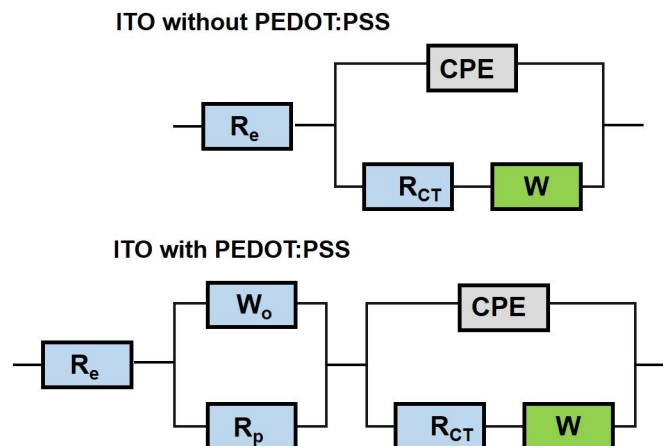 ITO without PEDOT:PSS
CPE
Re
RCT
W
ITO with PEDOT:PSS
Wo
CPE
Re
Rp
RCT
W